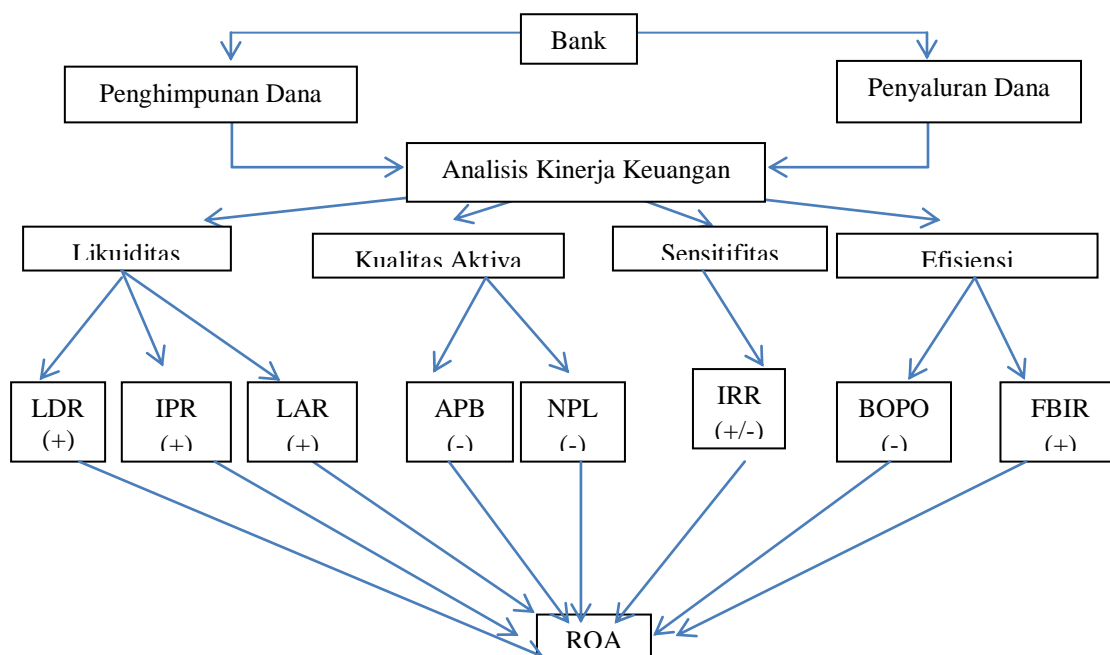 Bank
Penghimpunan Dana
Penyaluran Dana
Analisis Kinerja Keuangan
Likuiditas
Kualitas Aktiva
Sensitifitas
Efisiensi
LDR
(+)
IPR
(+)
LAR
(+)
APB
(-)
NPL
(-)
IRR
(+/-)
BOPO
(-)
FBIR
(+)
ROA